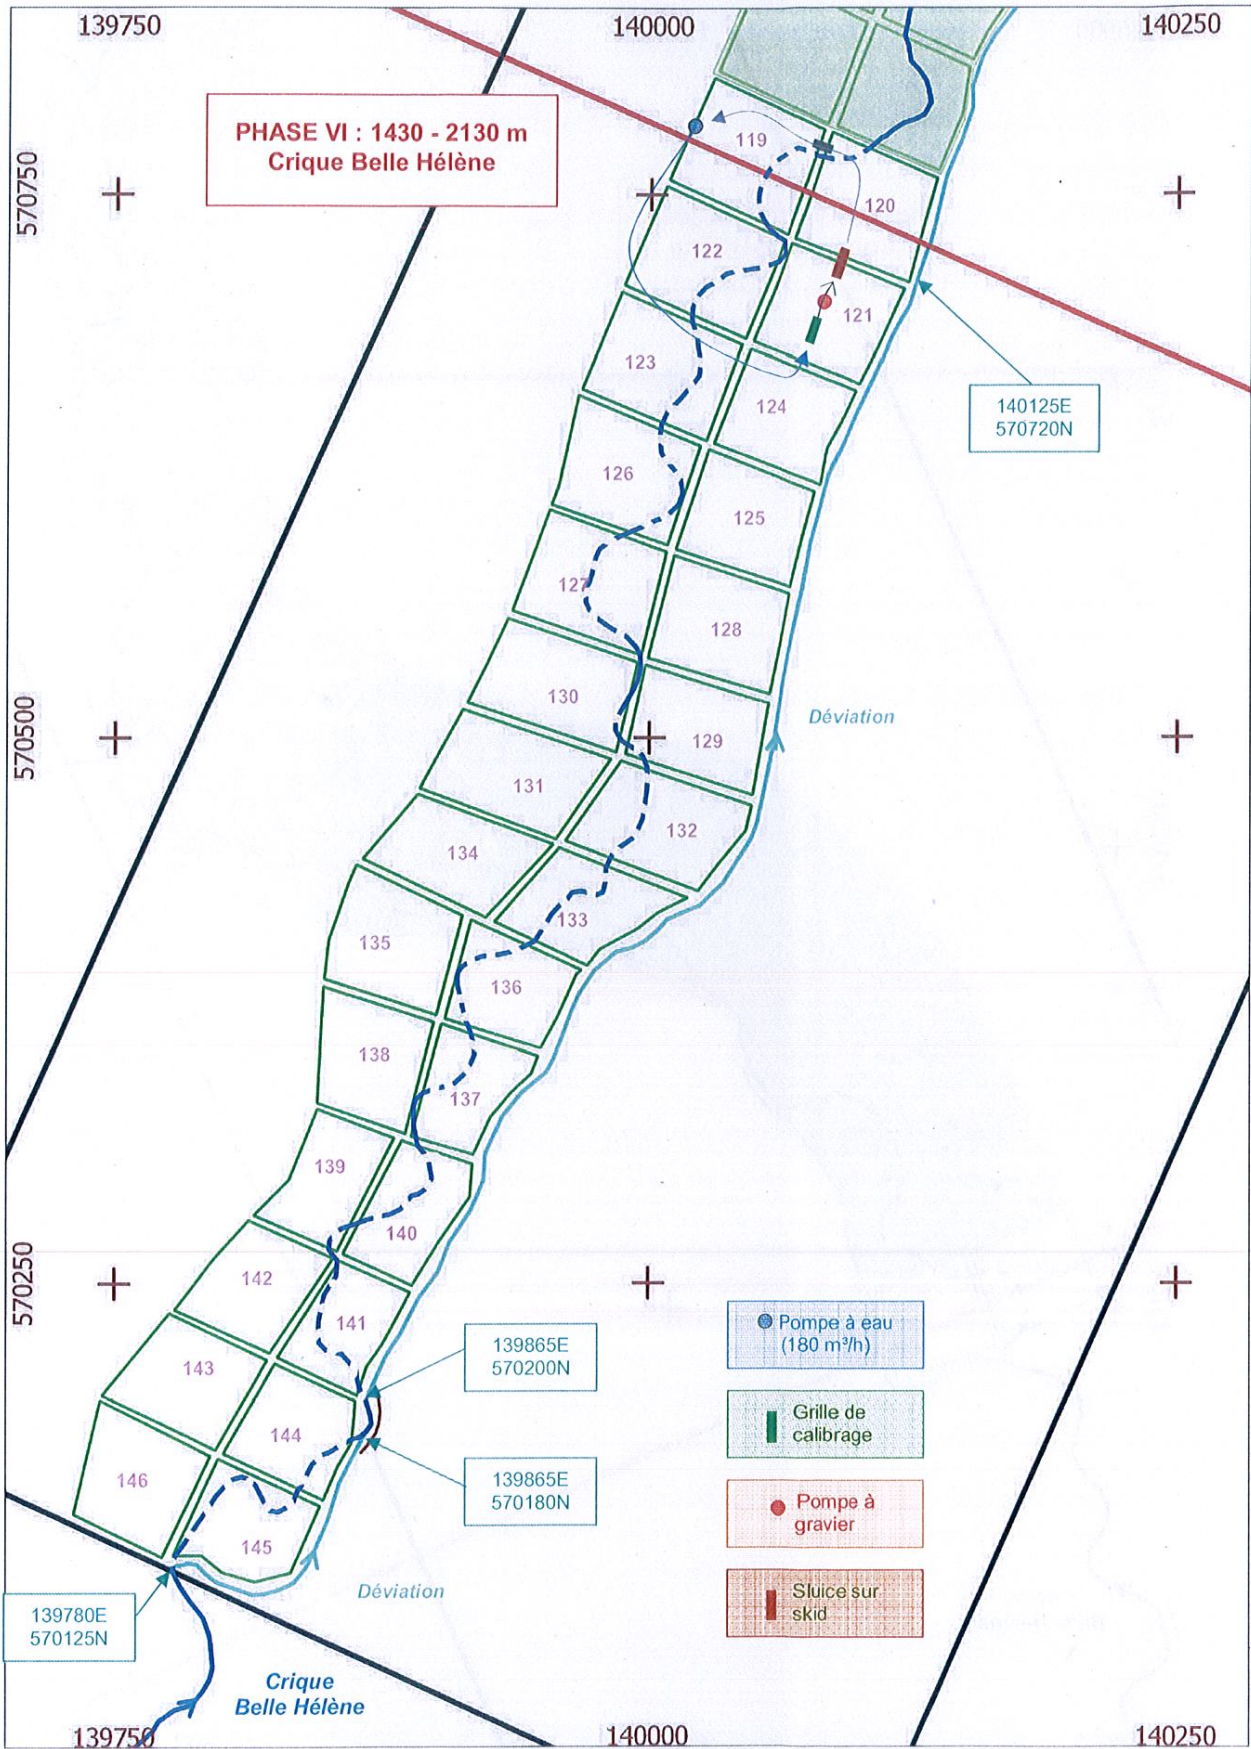 139750
140000
140250
PHASE VI : 1430 - 2130 m
Crique Belle Hélène
570750
119
120
122
121
123
124
140125E
570720N
126
125
127
128
130
129
Déviation
570500
131
132
134
133
135
136
138
137
139
140
142
570250
141
143
139865E
570200N
Pompe à eau
(180 m³/h)
144
Grille de
calibrage
146
139865E
570180N
Pompe à
gravier
145
Déviation
Sluice sur
skid
139780E
570125N
Crique
Belle Hélène
139750
140000
140250